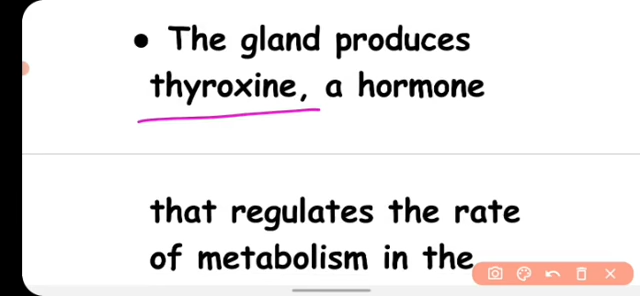 • The gland produces
thyroxine, a hormone
that regulates the rate
of metabolism in the